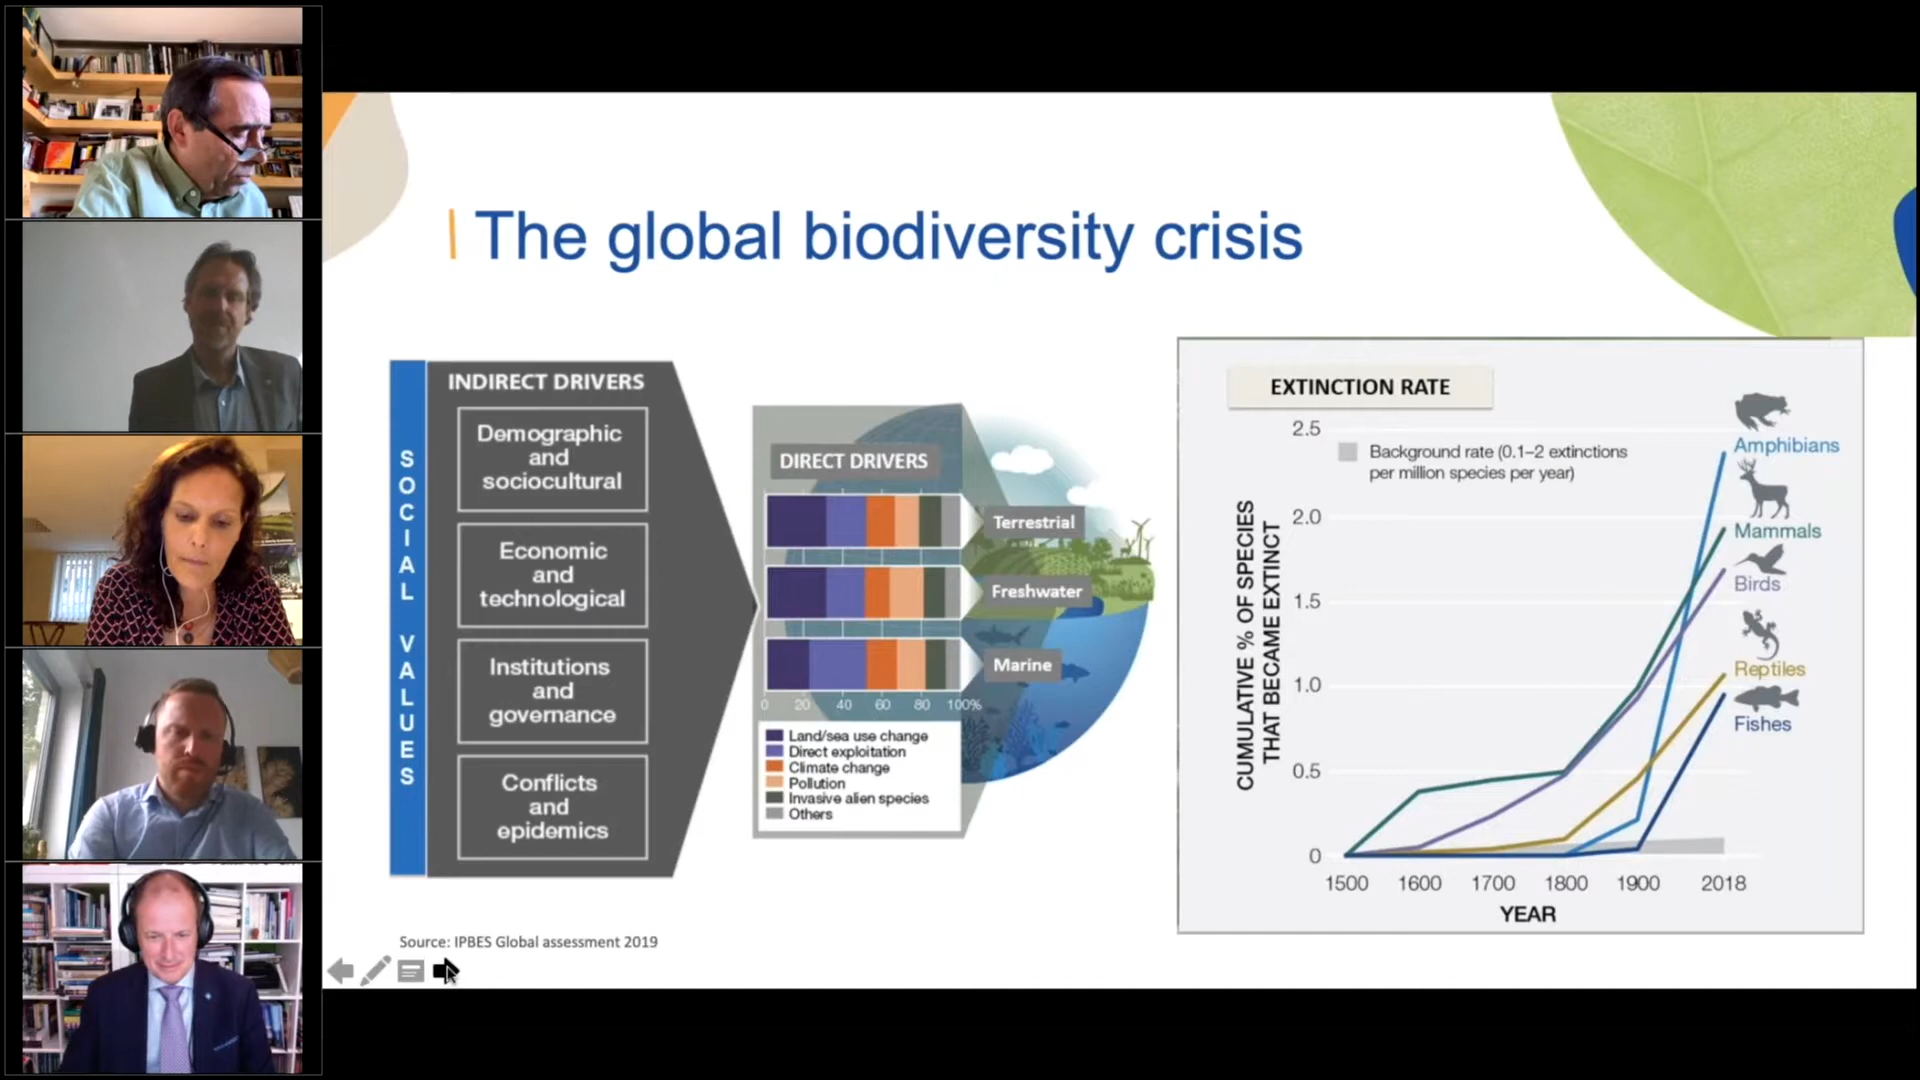 The global biodiversity crisis
SOCIAL VALUES
INDIRECT DRIVERS
Demographic
and
sociocultural
Economic
and
technological
Institutions
and
governance
Conflicts
and
epidemics
DIRECT DRIVERS
Terrestrial
Freshwater
Marine
0 20 40 60 80 100%
Land/sea use change
Direct exploitation
Climate change
Pollution
Invasive alien species
Others
EXTINCTION RATE
Background rate (0.1–2 extinctions
per million species per year)
CUMULATIVE % OF SPECIES
THAT BECAME EXTINCT
2.5
2.0
1.5
1.0
0.5
0
Amphibians
Mammals
Birds
Reptiles
Fishes
1500 1600 1700 1800 1900 2018
YEAR
Source: IPBES Global assessment 2019